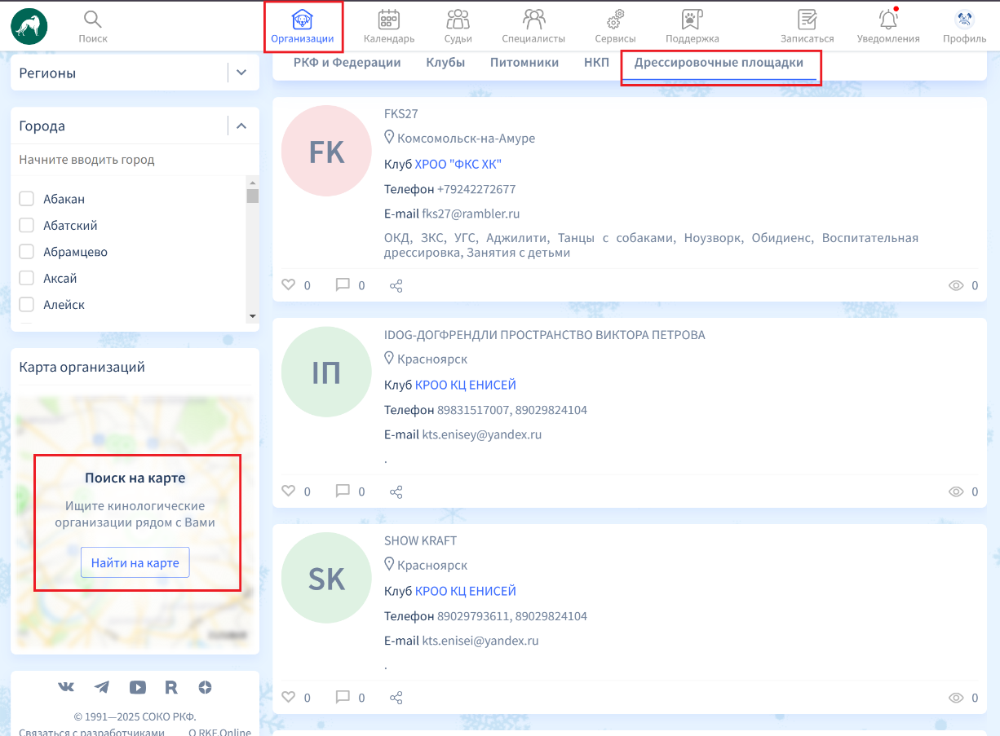 Поиск
Организации
Календарь
Судьи
Специалисты
Сервисы
Поддержка
Записаться
Уведомления
Профиль
РКФ и Федерации
Клубы
Питомники
НКП
Дрессировочные площадки
Регионы
Города
Начните вводить город
Абакан
Абатский
Абрамцево
Аксай
Алейск
Карта организаций
Поиск на карте
Ищите кинологические
организации рядом с Вами
Найти на карте
© 1991—2025 СОКО РКФ.
Связаться с разработчиками
О RKF.Online
FK
FKS27
Комсомольск-на-Амуре
Клуб ХРОО "ФКС ХК"
Телефон +79242272677
E-mail fks27@rambler.ru
ОКД, ЗКС, УГС, Аджилити, Танцы с собаками, Ноузворк, Обидиенс, Воспитательная
дрессировка, Занятия с детьми
0
0
0
IП
IDOG-ДОГФРЕНДЛИ ПРОСТРАНСТВО ВИКТОРА ПЕТРОВА
Красноярск
Клуб КРОО КЦ ЕНИСЕЙ
Телефон 89831517007, 89029824104
E-mail kts.enisey@yandex.ru
.
0
0
0
SK
SHOW KRAFT
Красноярск
Клуб КРОО КЦ ЕНИСЕЙ
Телефон 89029793611, 89029824104
E-mail kts.enisei@yandex.ru
.
0
0
0